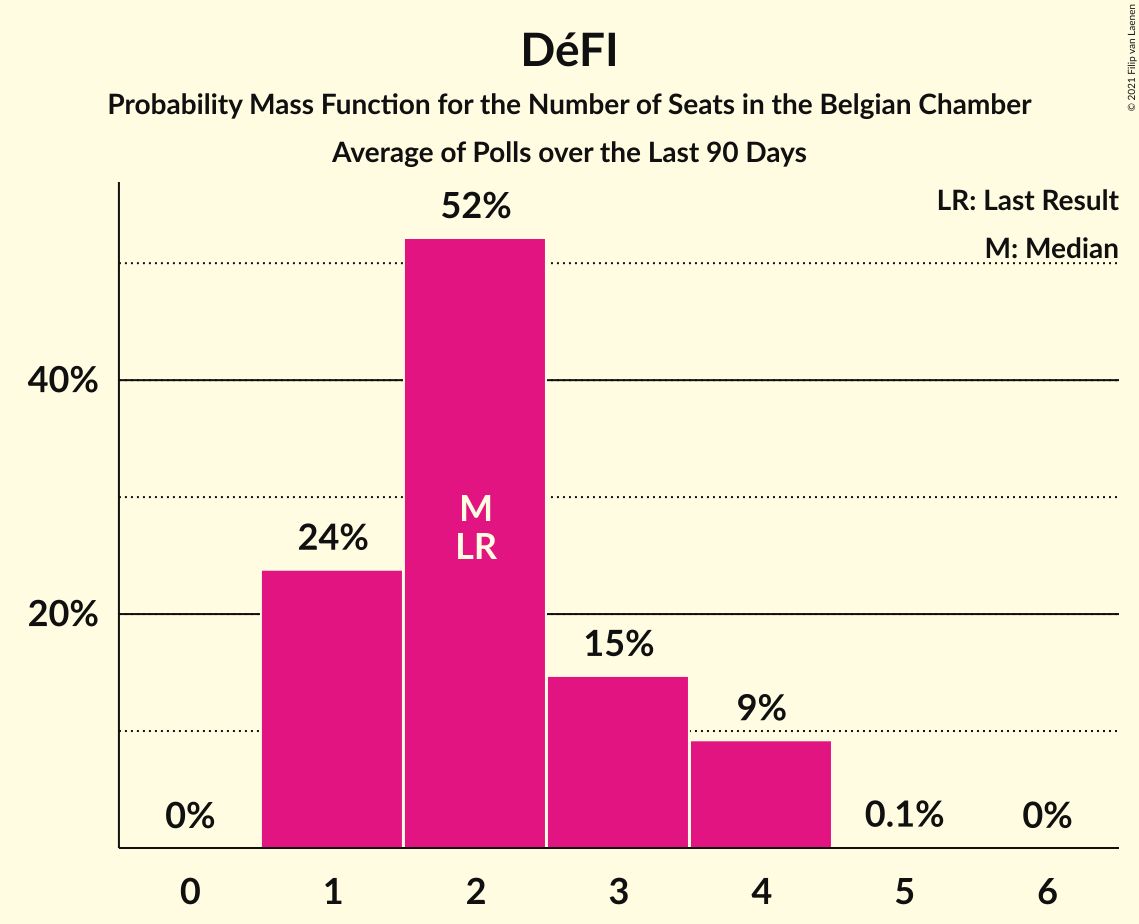 DéFI
Probability Mass Function for the Number of Seats in the Belgian Chamber
Average of Polls over the Last 90 Days
© 2021 Filip van Laenen
LR: Last Result
M: Median
52%
40%
M
LR
24%
20%
15%
9%
0%
0.1%
0%
0 1 2 3 4 5 6